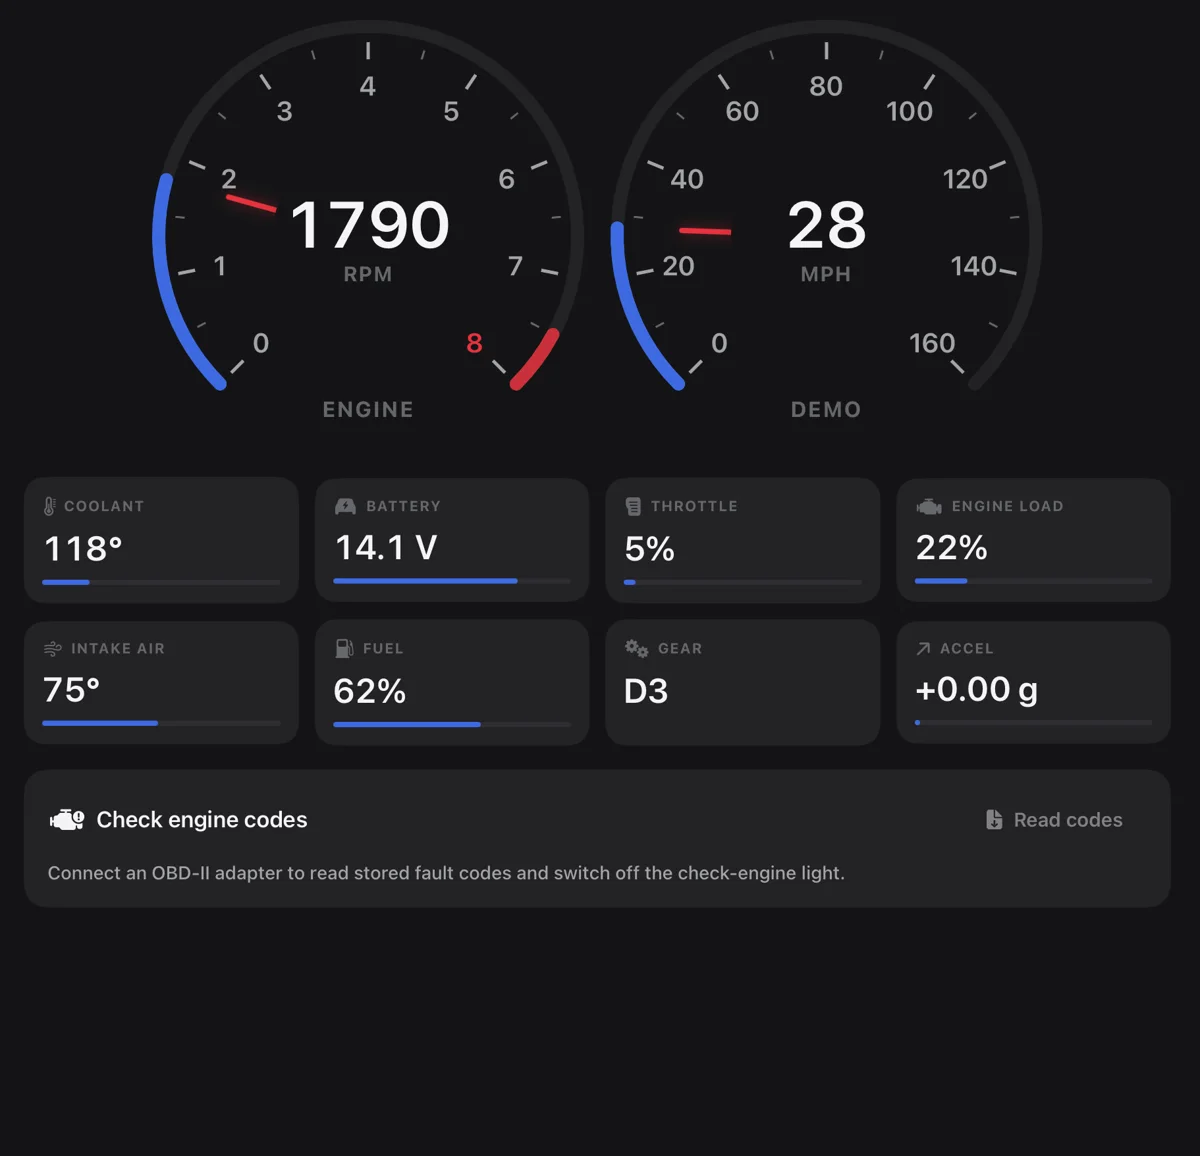 4
3
5
2
6
1790
RPM
1
7
0
8
ENGINE
80
60
100
40
120
28
MPH
20
140
0
160
DEMO
COOLANT
118°
BATTERY
14.1 V
THROTTLE
5%
ENGINE LOAD
22%
INTAKE AIR
75°
FUEL
62%
GEAR
D3
ACCEL
+0.00 g
Check engine codes
Read codes
Connect an OBD-II adapter to read stored fault codes and switch off the check-engine light.